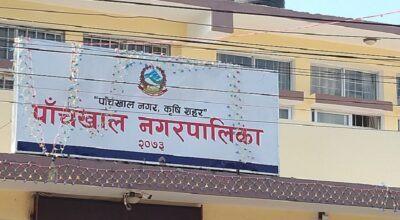 "पाँचखाल नगर, कृषि शहर"
पाँचखाल नगरपालिका
२०७३